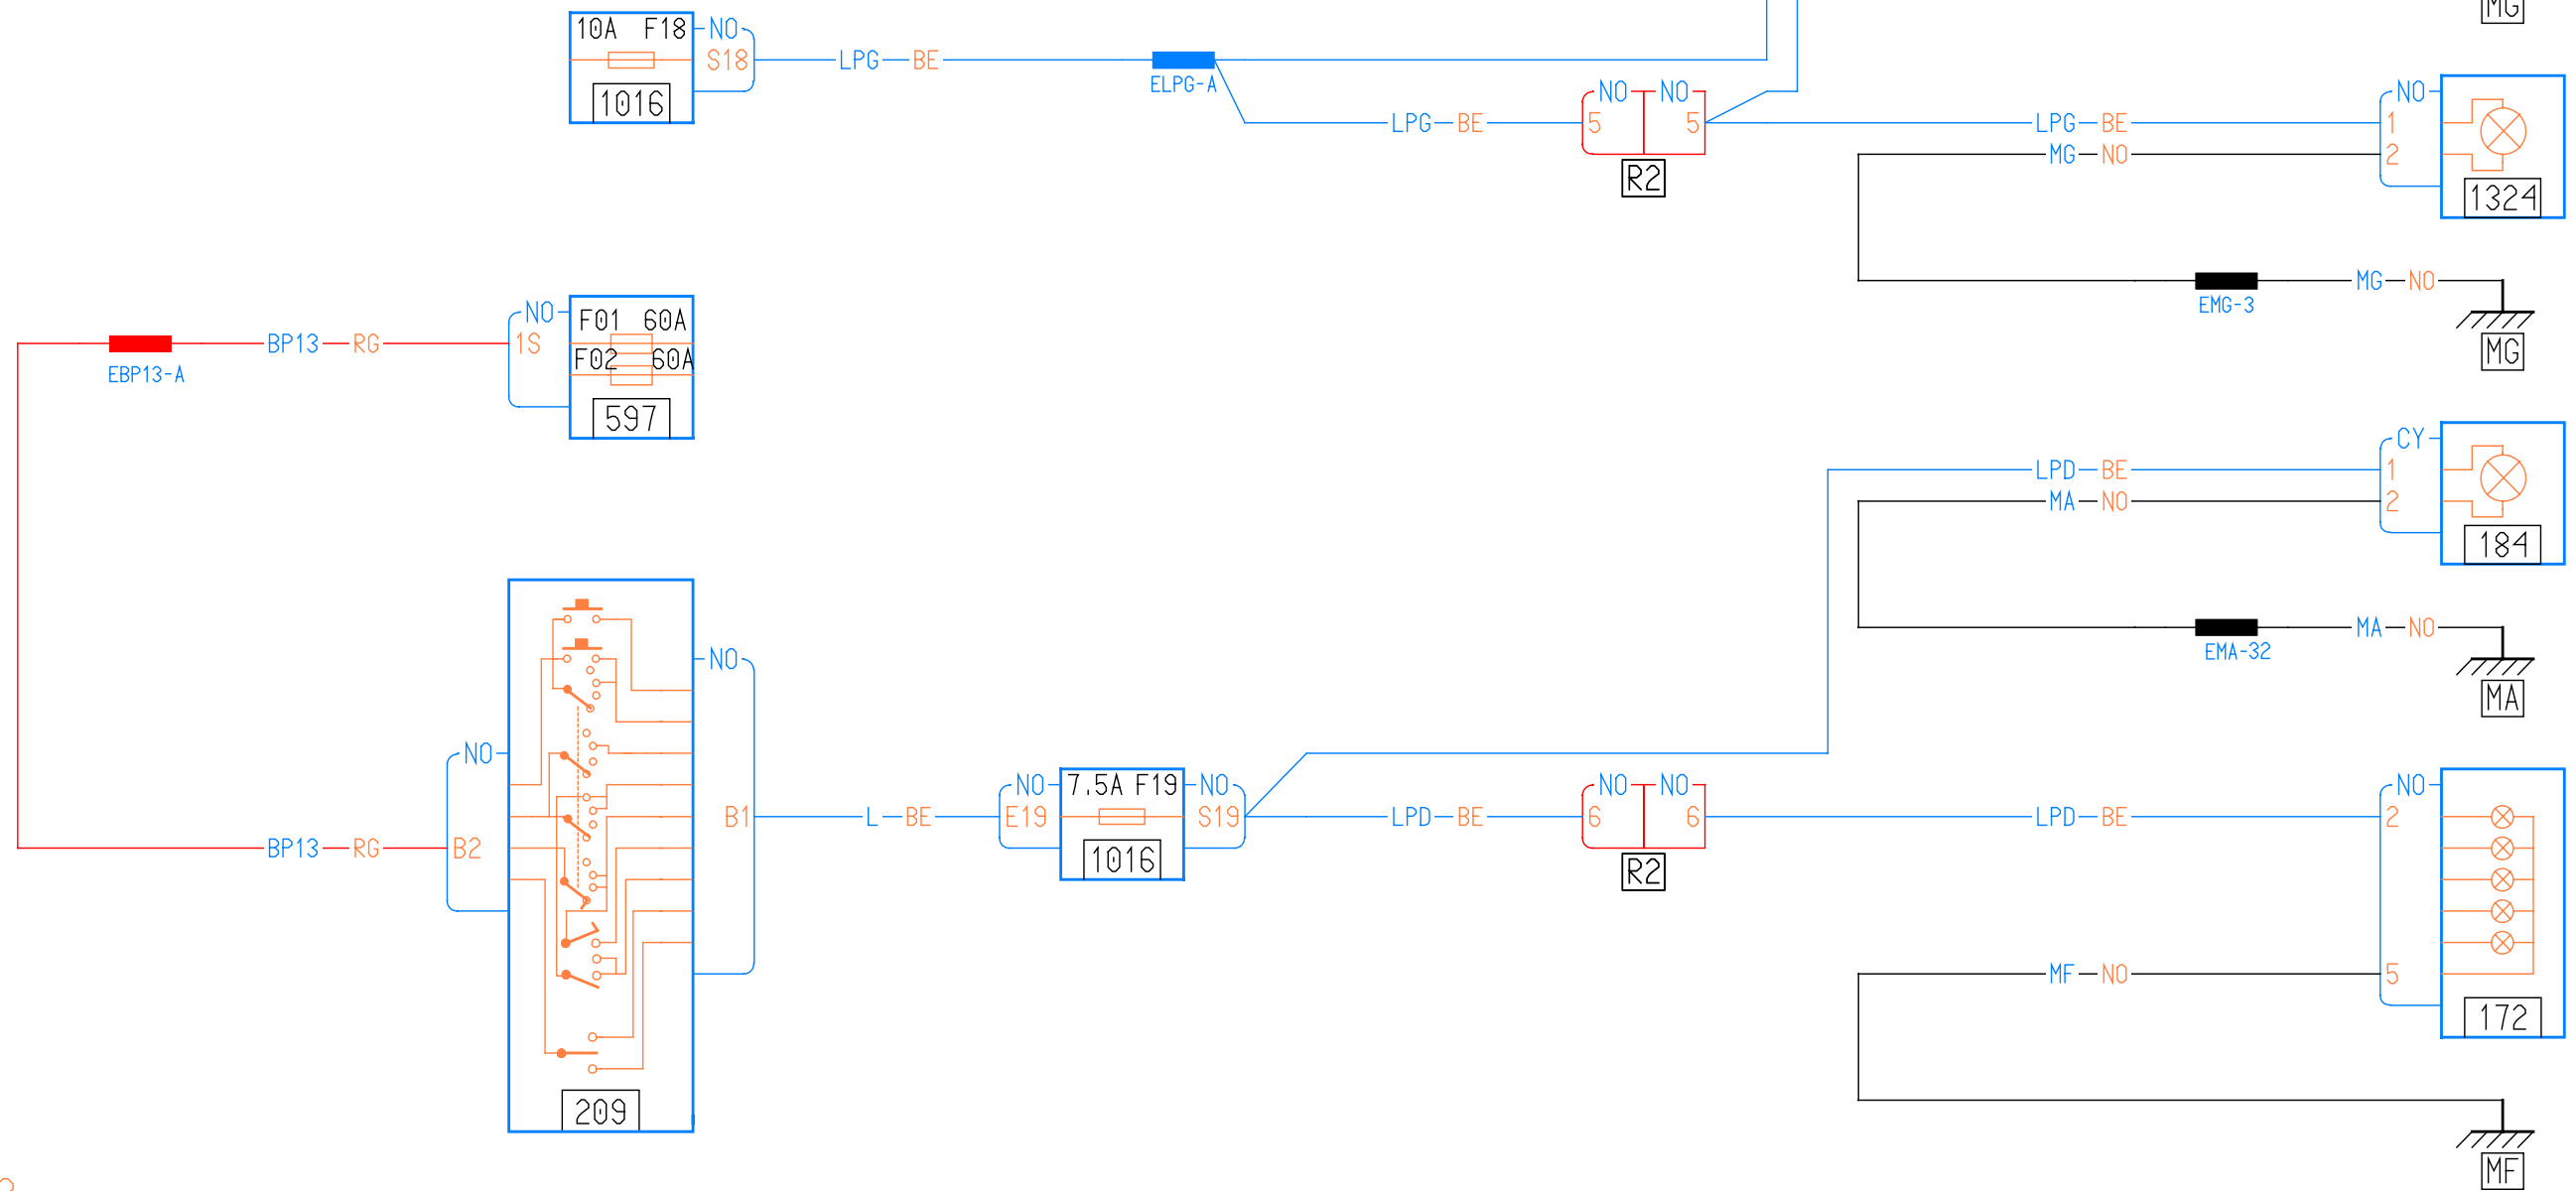 MG
10A F18 NO
S18 LPG BE
1016
ELPG-A
NO NO
LPG BE 5 5 LPG BE 1
NO
MG NO 2
R2
1324
EMG-3
MG NO
MG
NO
F01 60A
BP13 RG 1S
F02 60A
EBP13-A
597
CY
LPD BE 1
MA NO 2
184
EMA-32
MA NO
MA
NO
NO
BP13 RG B2
B1 L BE
NO 7.5A F19 NO
E19 S19
1016
LPD BE
NO NO
6 6
R2
LPD BE
NO
2
MF NO 5
172
209
MF